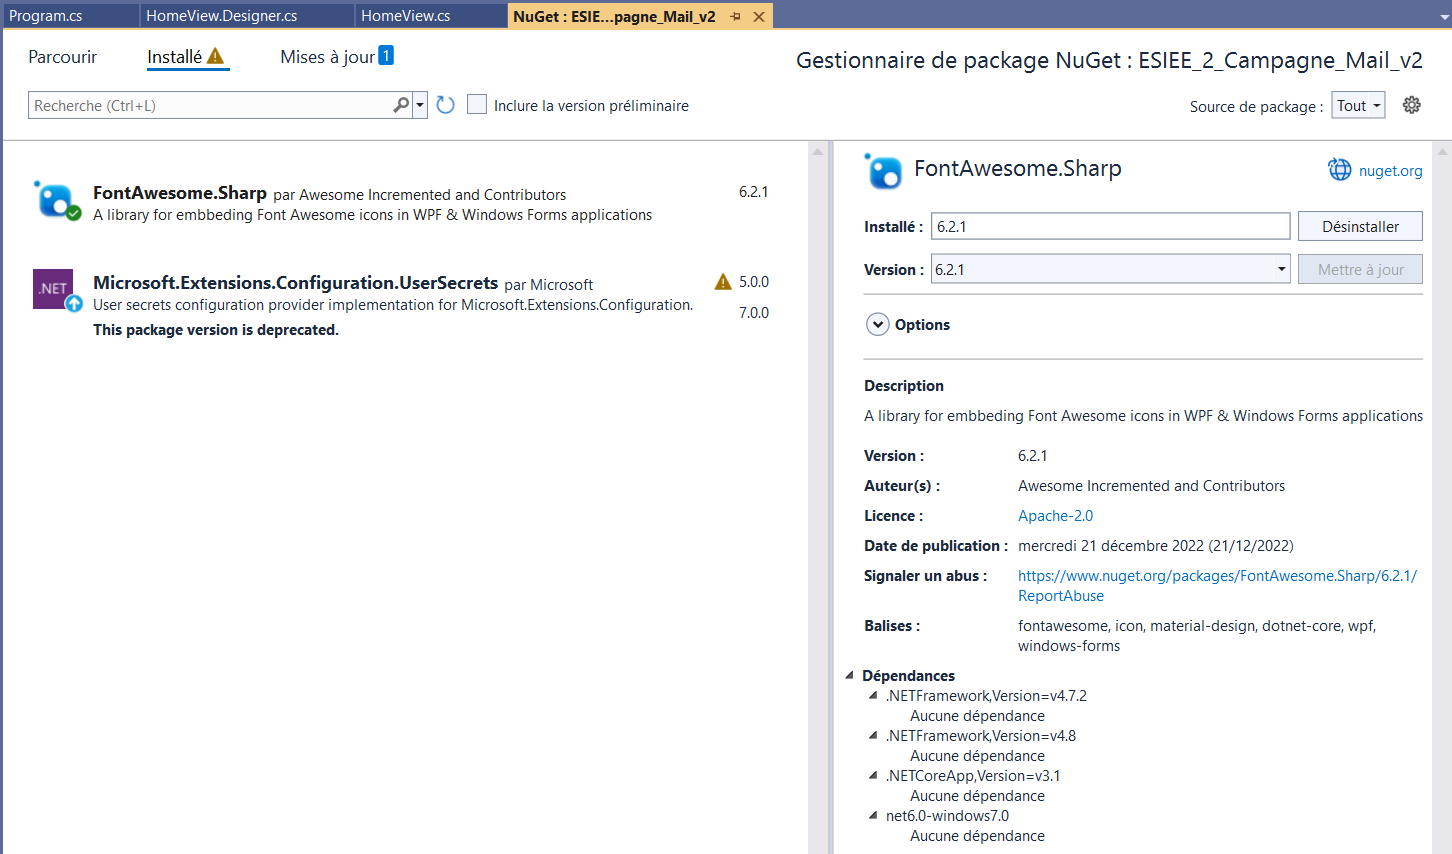 Program.cs
HomeView.Designer.cs
HomeView.cs
NuGet : ESIE...pagne_Mail_v2
Parcourir
Installé
Mises à jour 1
Gestionnaire de package NuGet : ESIEE_2_Campagne_Mail_v2
Recherche (Ctrl+L)
Inclure la version préliminaire
Source de package : Tout
FontAwesome.Sharp par Awesome Incremented and Contributors
6.2.1
A library for embbeding Font Awesome icons in WPF & Windows Forms applications
.NET
Microsoft.Extensions.Configuration.UserSecrets par Microsoft
5.0.0
User secrets configuration provider implementation for Microsoft.Extensions.Configuration.
7.0.0
This package version is deprecated.
FontAwesome.Sharp
nuget.org
Installé : 6.2.1 Désinstaller
Version : 6.2.1 Mettre à jour
Options
Description
A library for embbeding Font Awesome icons in WPF & Windows Forms applications
Version : 6.2.1
Auteur(s) : Awesome Incremented and Contributors
Licence : Apache-2.0
Date de publication : mercredi 21 décembre 2022 (21/12/2022)
Signaler un abus : https://www.nuget.org/packages/FontAwesome.Sharp/6.2.1/
ReportAbuse
Balises : fontawesome, icon, material-design, dotnet-core, wpf,
windows-forms
Dépendances
.NETFramework,Version=v4.7.2
Aucune dépendance
.NETFramework,Version=v4.8
Aucune dépendance
.NETCoreApp,Version=v3.1
Aucune dépendance
net6.0-windows7.0
Aucune dépendance